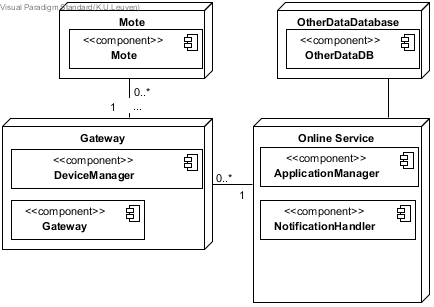 Visual Paradigm Standard(K.U.Leuven)
Mote
<<component>>
Mote
OtherDataDatabase
<<component>>
OtherDataDB
0..*
1
...
Gateway
<<component>>
DeviceManager
<<component>>
Gateway
0..*
1
Online Service
<<component>>
ApplicationManager
<<component>>
NotificationHandler